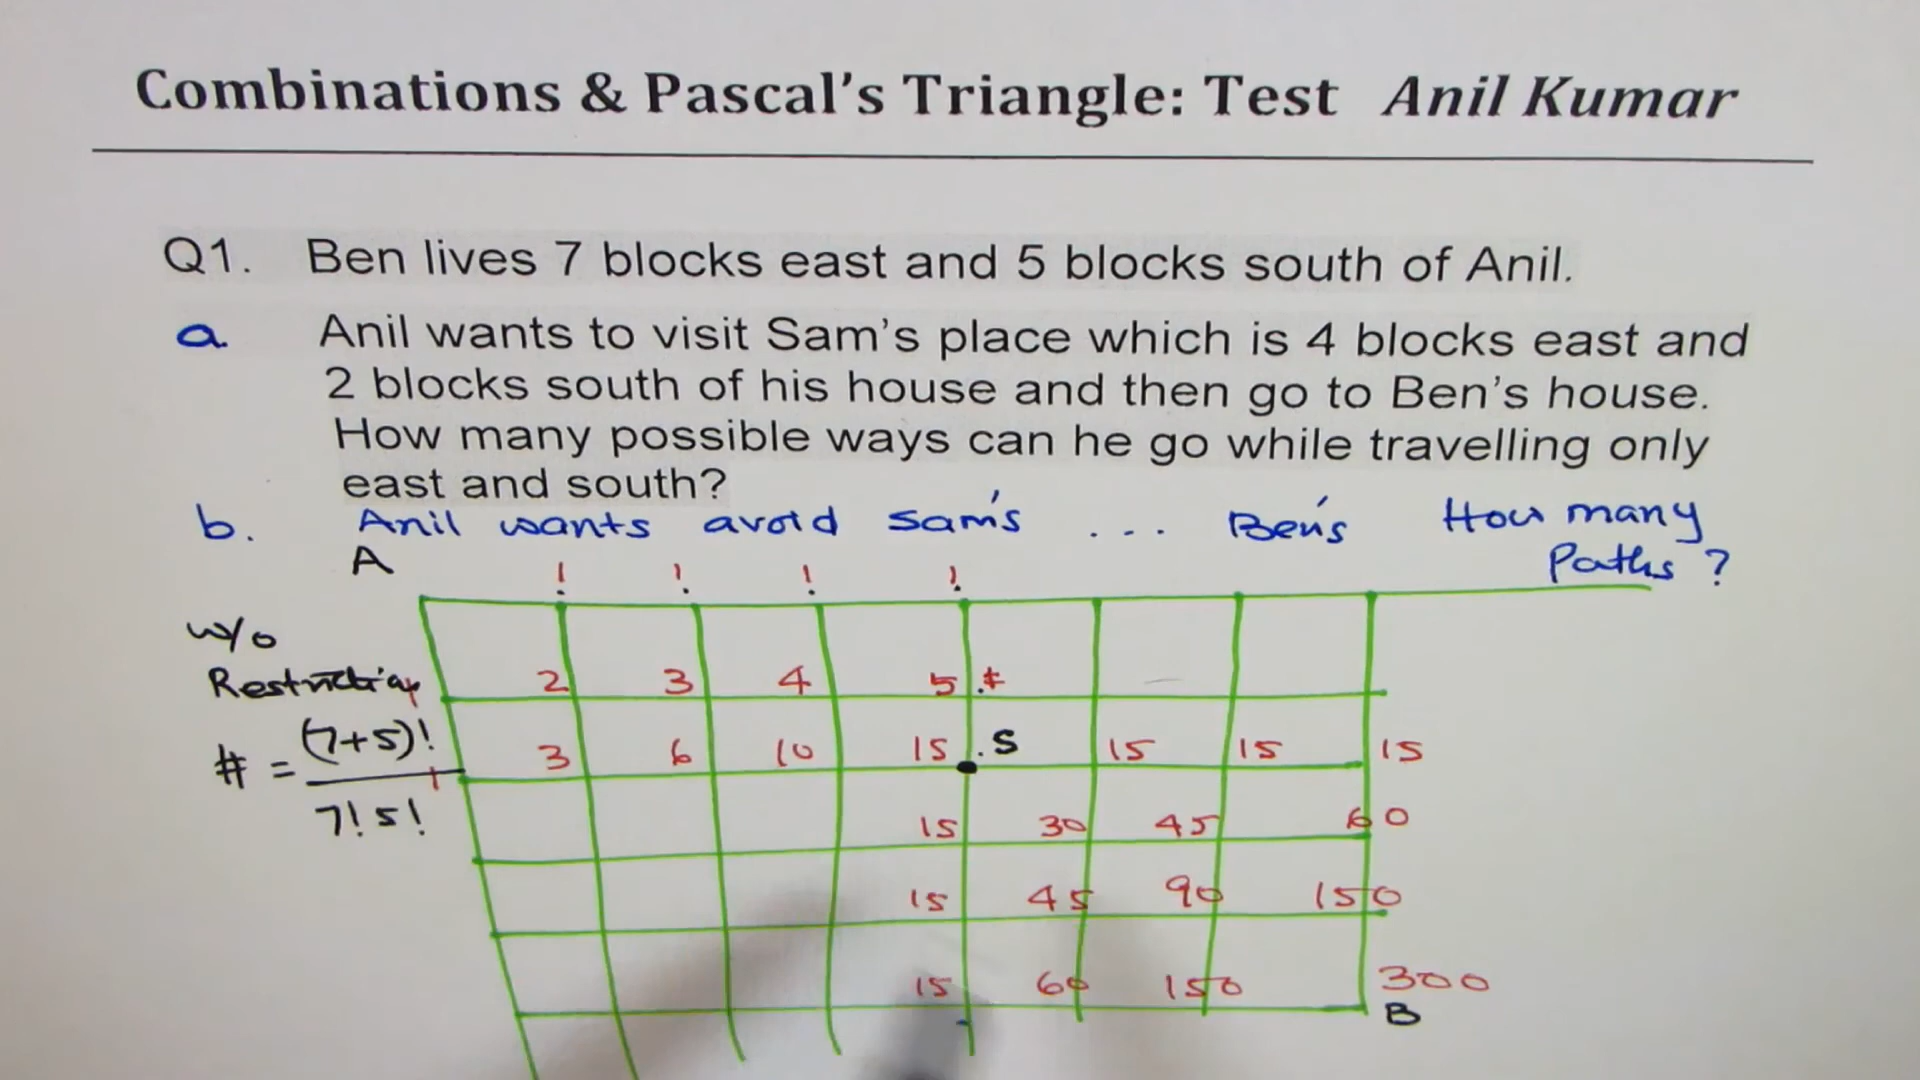 Combinations & Pascal's Triangle: Test Anil Kumar
Q1. Ben lives 7 blocks east and 5 blocks south of Anil.
a Anil wants to visit Sam's place which is 4 blocks east and
2 blocks south of his house and then go to Ben's house.
How many possible ways can he go while travelling only
east and south?
b. Anil wants avoid Sam's ... Ben's How many
Paths ?
A
! ! ! !
w/o
Restriction
2 3 4 5
# = (7+5)!
7! 5!
3 6 10 15 . S 15 15 15
15 30 45 60
15 45 90 150
15 60 150 300
B